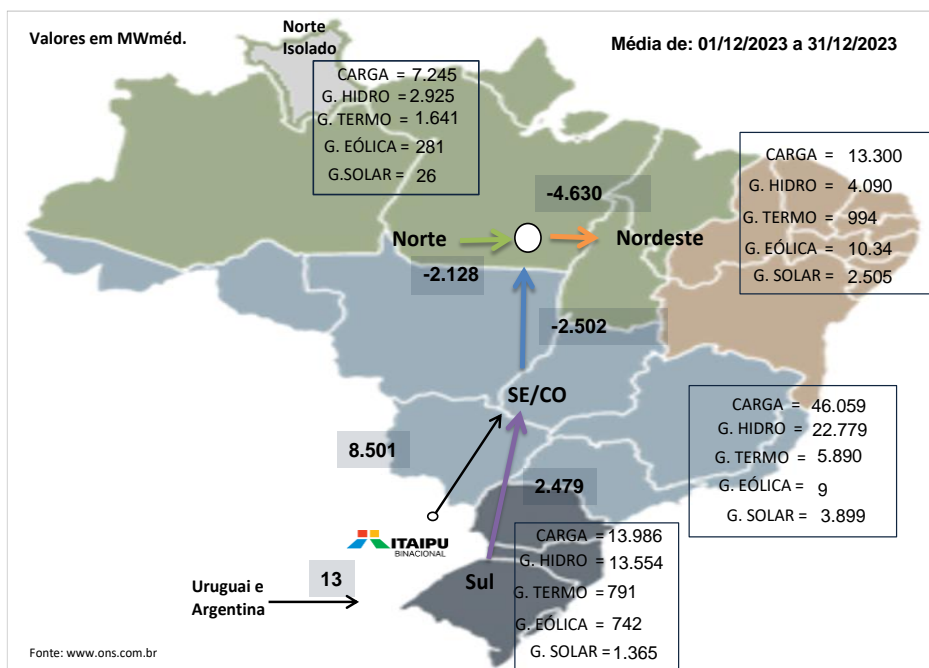 Valores em MWméd.
Norte
Isolado
Média de: 01/12/2023 a 31/12/2023
CARGA = 7.245
G. HIDRO = 2.925
G. TERMO = 1.641
G. EÓLICA = 281
G.SOLAR = 26
CARGA = 13.300
G. HIDRO = 4.090
G. TERMO = 994
G. EÓLICA = 10.34
G. SOLAR = 2.505
-4.630
Norte
Nordeste
-2.128
-2.502
SE/CO
CARGA = 46.059
G. HIDRO = 22.779
G. TERMO = 5.890
G. EÓLICA = 9
G. SOLAR = 3.899
8.501
2.479
ITAIPU
BINACIONAL
CARGA = 13.986
G. HIDRO = 13.554
G. TERMO = 791
G. EÓLICA = 742
G. SOLAR = 1.365
Sul
13
Uruguai e
Argentina
Fonte: www.ons.com.br